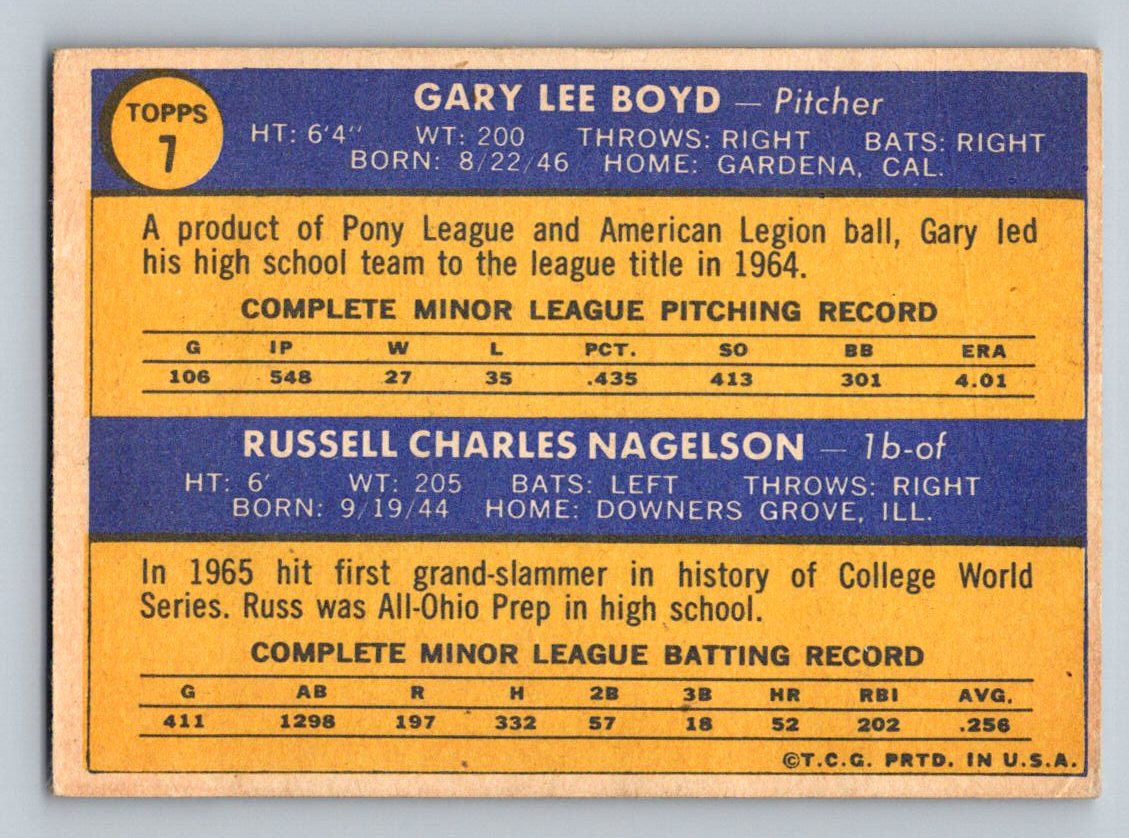 TOPPS
7
GARY LEE BOYD — Pitcher
HT: 6'4" WT: 200 THROWS: RIGHT BATS: RIGHT
BORN: 8/22/46 HOME: GARDENA, CAL.
A product of Pony League and American Legion ball, Gary led
his high school team to the league title in 1964.
COMPLETE MINOR LEAGUE PITCHING RECORD
G IP W L PCT. SO BB ERA
106 548 27 35 .435 413 301 4.01
RUSSELL CHARLES NAGELSON — 1b-of
HT: 6' WT: 205 BATS: LEFT THROWS: RIGHT
BORN: 9/19/44 HOME: DOWNERS GROVE, ILL.
In 1965 hit first grand-slammer in history of College World
Series. Russ was All-Ohio Prep in high school.
COMPLETE MINOR LEAGUE BATTING RECORD
G AB R H 2B 3B HR RBI AVG.
411 1298 197 332 57 18 52 202 .256
©T.C.G. PRTD. IN U.S.A.